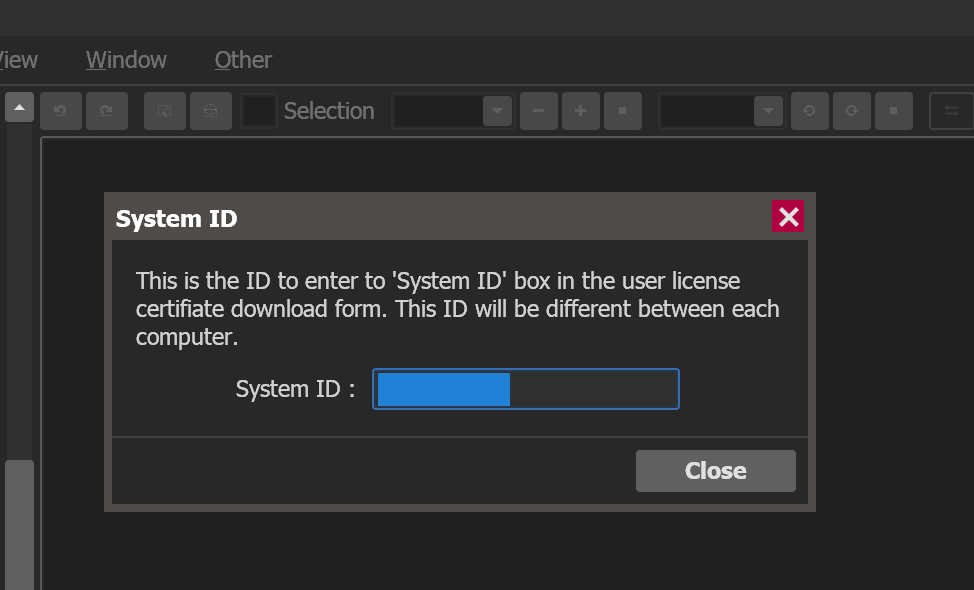 View Window Other
Selection
System ID
This is the ID to enter to 'System ID' box in the user license
certifiate download form. This ID will be different between each
computer.
System ID :
Close